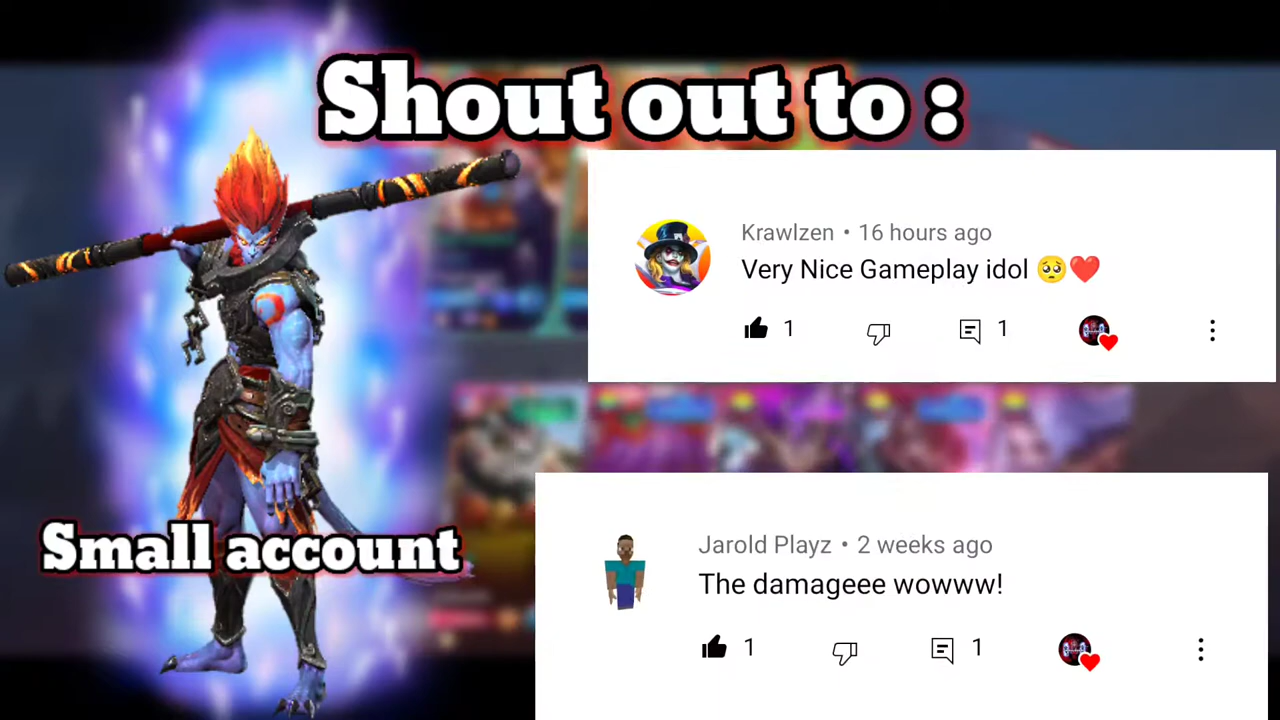 Shout out to :
Krawlzen • 16 hours ago
Very Nice Gameplay idol 🥺❤️
1 1
Small account
Jarold Playz • 2 weeks ago
The damageee wowww!
1 1